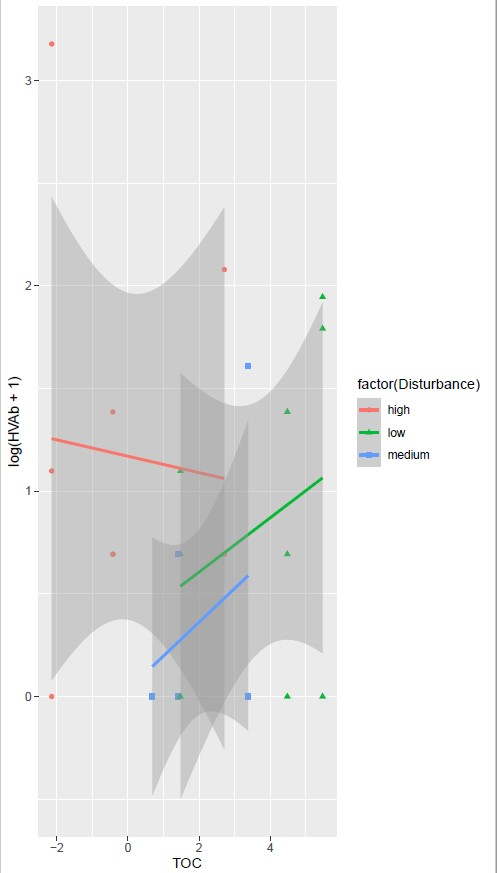 3
2
1
0
log(HVAb + 1)
−2
0
2
4
TOC
factor(Disturbance)
high
low
medium